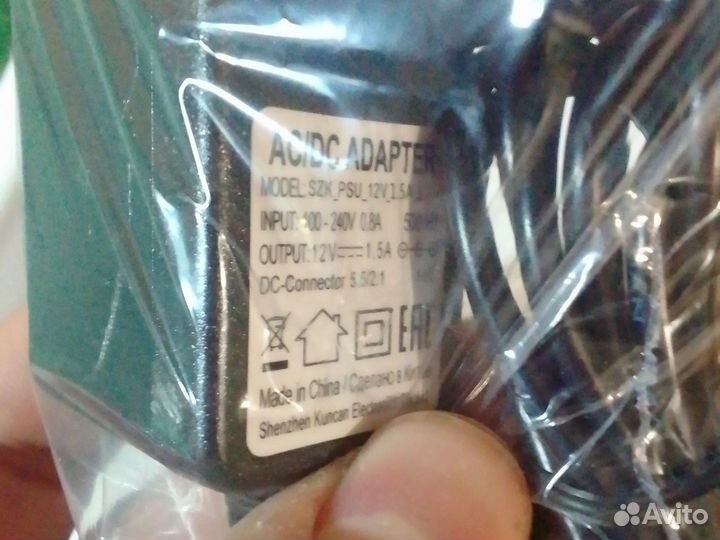 AC/DC ADAPTER
MODEL: SZK_PSU_12V_1.5A
INPUT: 100 - 240V 0.8A
OUTPUT: 12V 1.5A
DC-Connector 5.5/2.1
EAC
Made in China / Сделано в
Shenzhen Kuncan
Avito